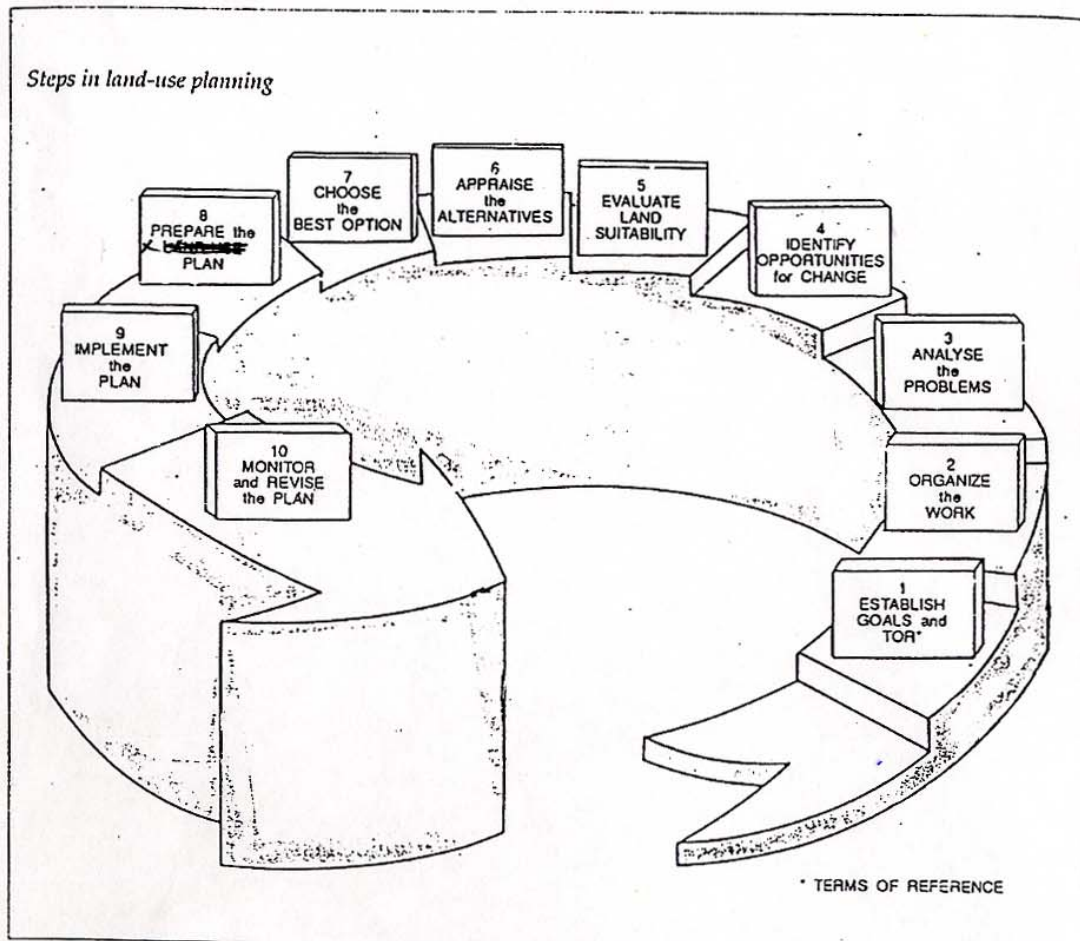 Steps in land-use planning
1
ESTABLISH
GOALS and
TOR*
2
ORGANIZE
the
WORK
3
ANALYSE
the
PROBLEMS
4
IDENTIFY
OPPORTUNITIES
for CHANGE
5
EVALUATE
LAND
SUITABILITY
6
APPRAISE
the
ALTERNATIVES
7
CHOOSE
the
BEST OPTION
8
PREPARE the
PLAN
9
IMPLEMENT
the
PLAN
10
MONITOR
and REVISE
the PLAN
* TERMS OF REFERENCE